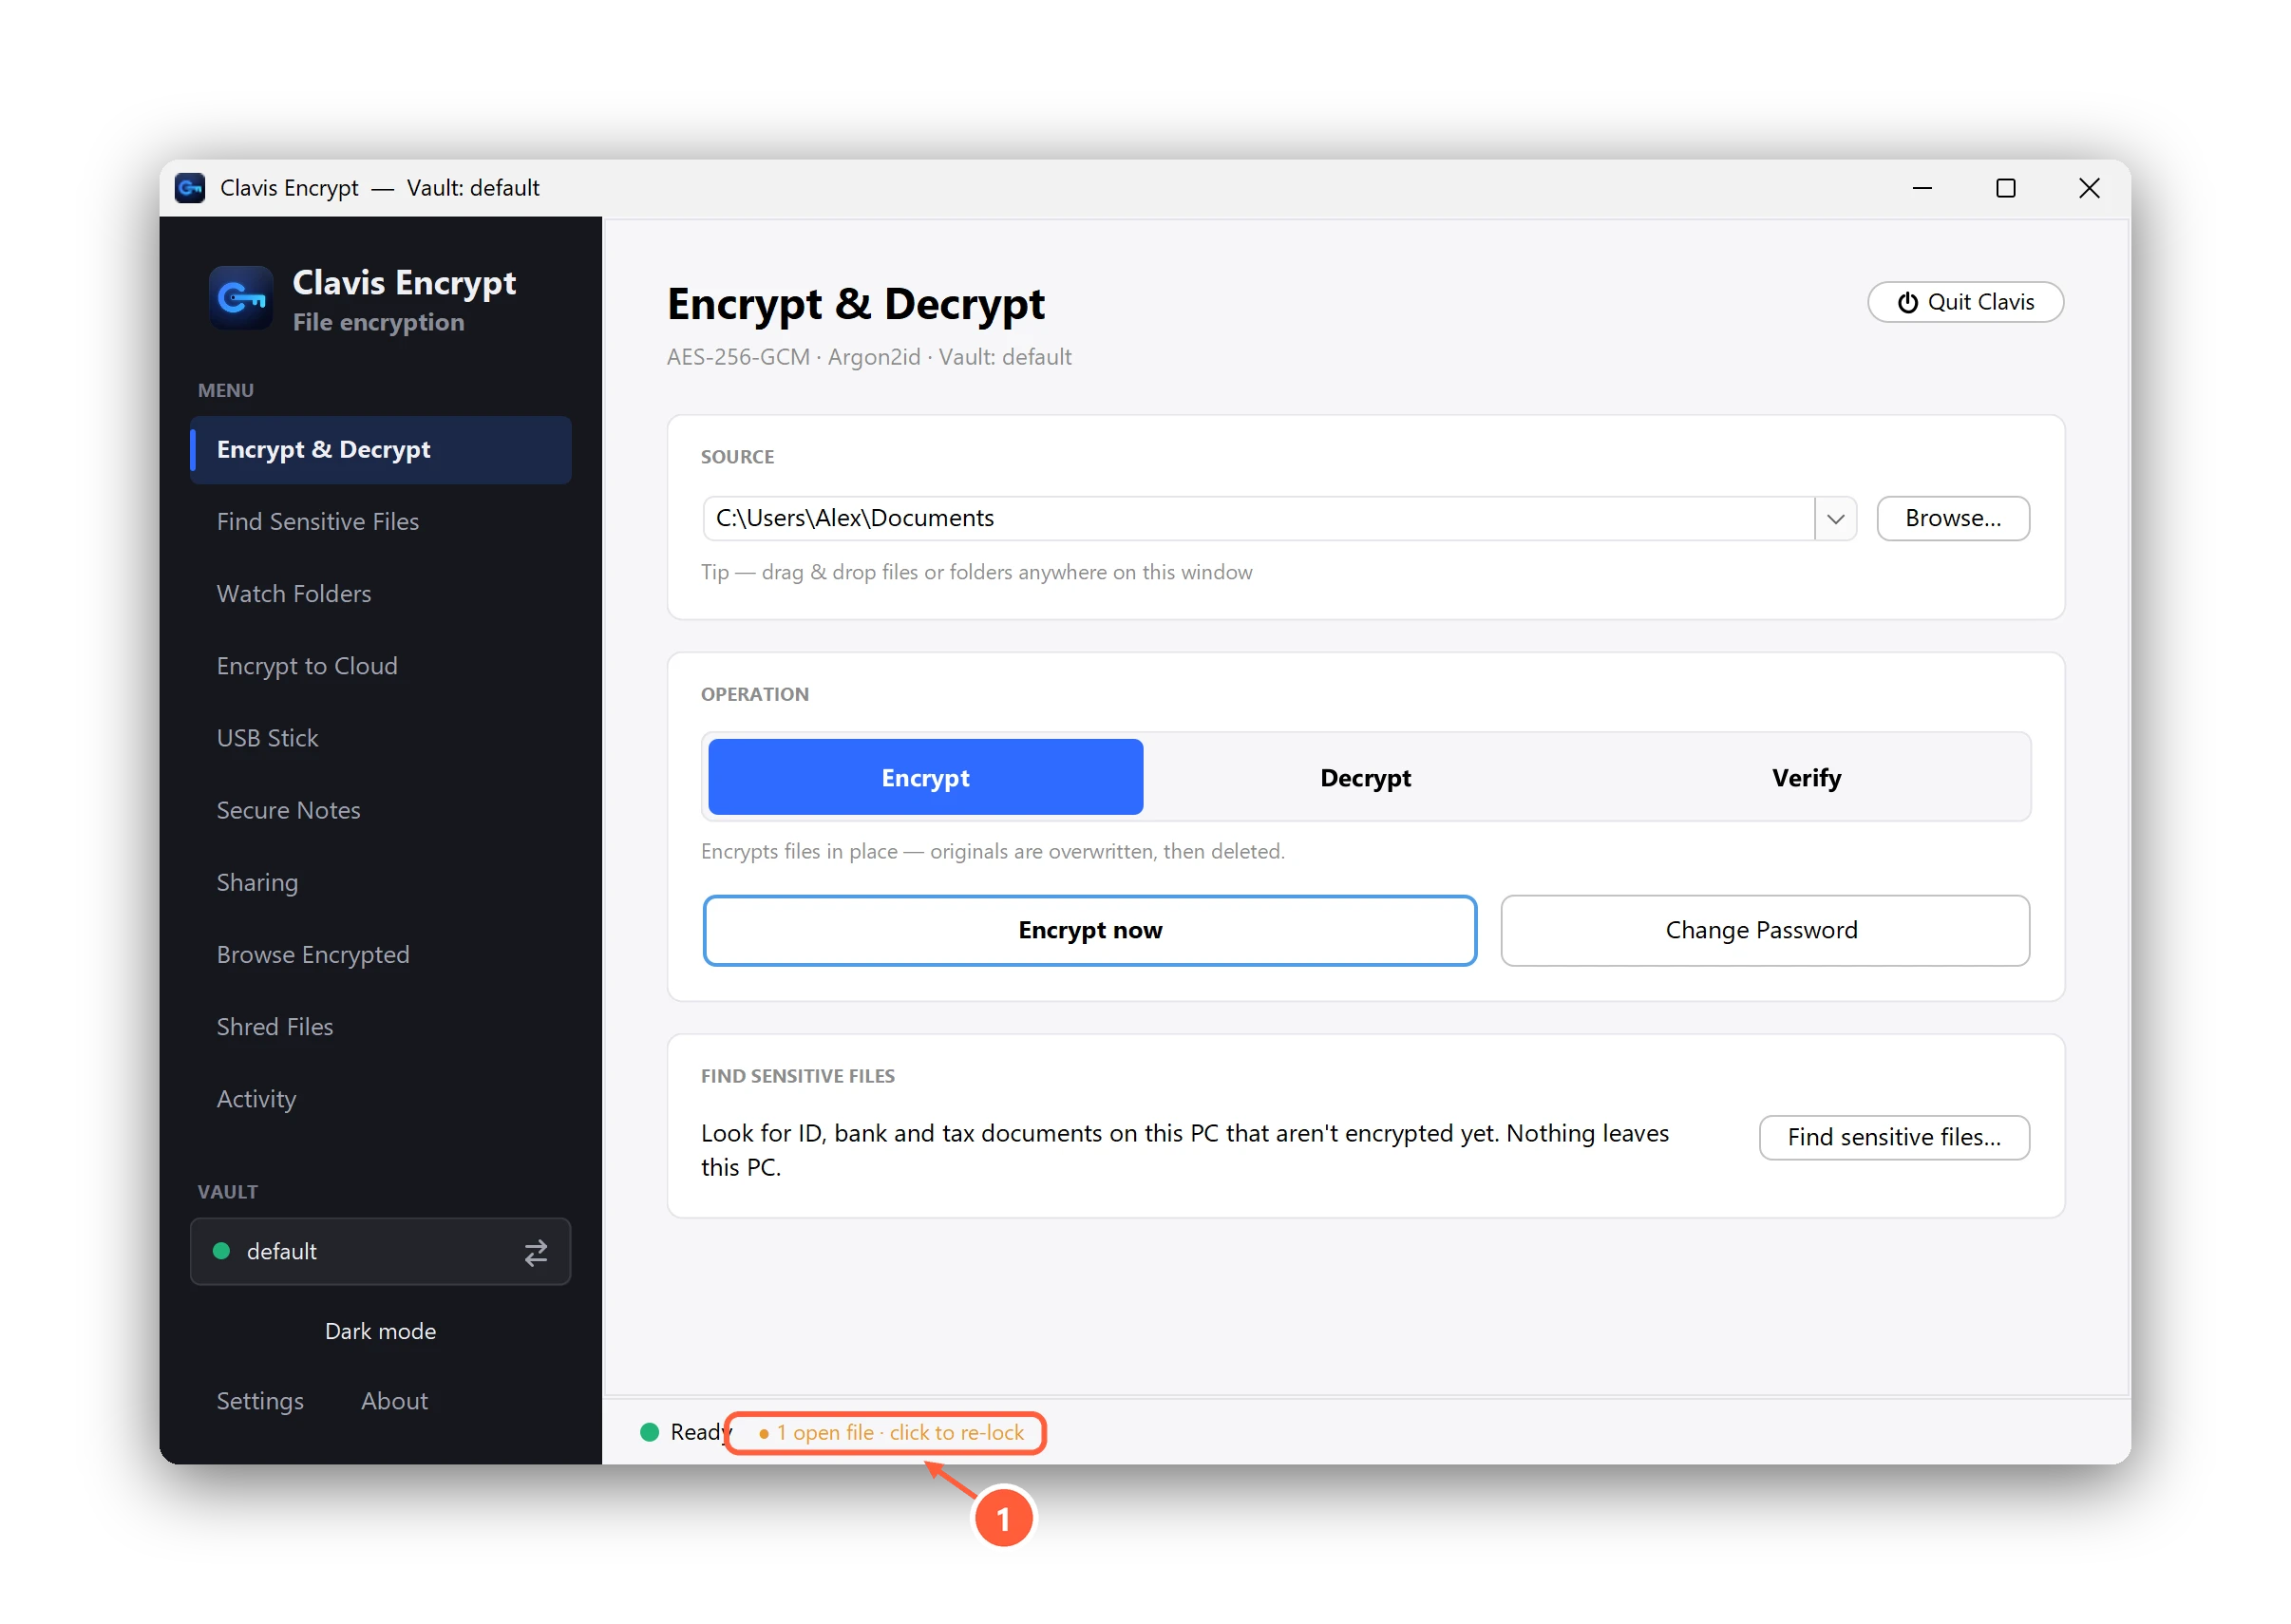 Clavis Encrypt — Vault: default
Clavis Encrypt
File encryption
MENU
Encrypt & Decrypt
Find Sensitive Files
Watch Folders
Encrypt to Cloud
USB Stick
Secure Notes
Sharing
Browse Encrypted
Shred Files
Activity
VAULT
default
Dark mode
Settings About
Encrypt & Decrypt
Quit Clavis
AES-256-GCM · Argon2id · Vault: default
SOURCE
C:\Users\Alex\Documents
Browse...
Tip — drag & drop files or folders anywhere on this window
OPERATION
Encrypt Decrypt Verify
Encrypts files in place — originals are overwritten, then deleted.
Encrypt now Change Password
FIND SENSITIVE FILES
Look for ID, bank and tax documents on this PC that aren't encrypted yet. Nothing leaves
this PC.
Find sensitive files...
Ready ● 1 open file · click to re-lock
1